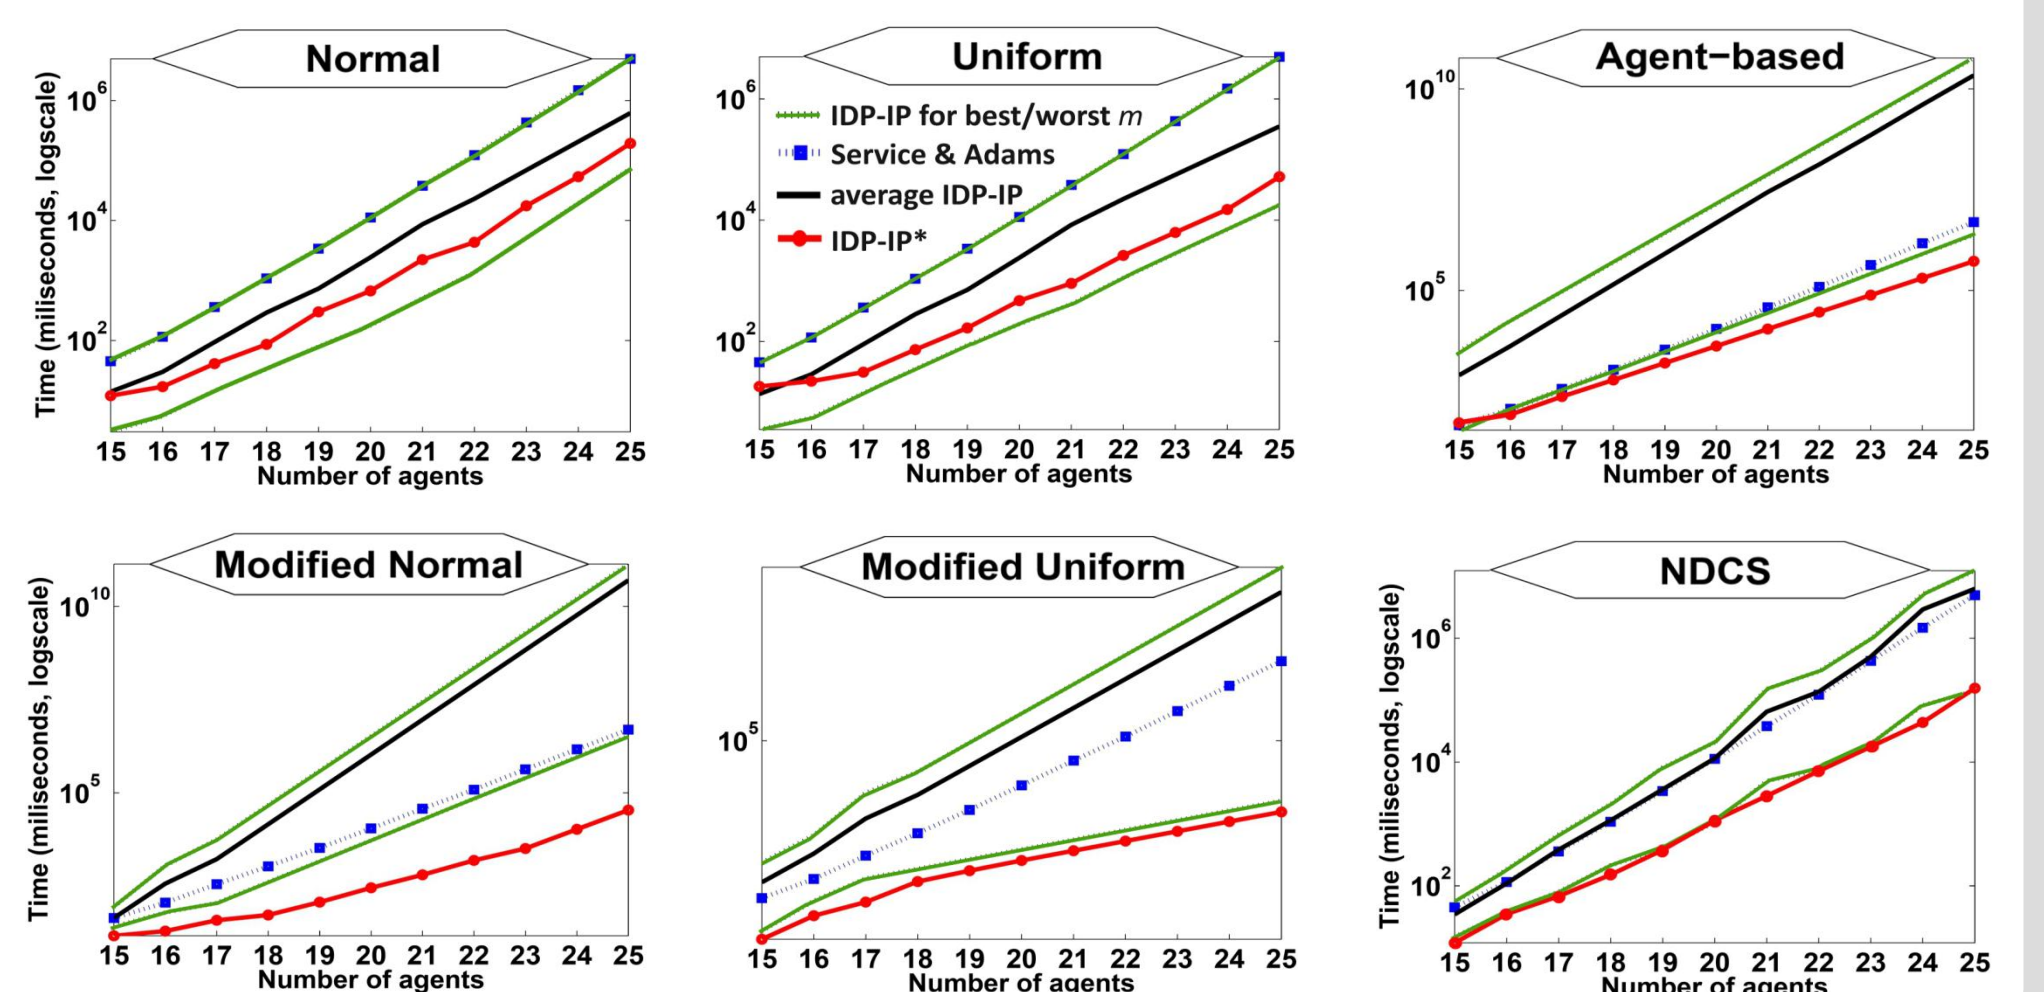 Normal
Time (miliseconds, logscale)
10^6
10^4
10^2
15 16 17 18 19 20 21 22 23 24 25
Number of agents
Uniform
10^6
10^4
10^2
IDP-IP for best/worst m
Service & Adams
average IDP-IP
IDP-IP*
15 16 17 18 19 20 21 22 23 24 25
Number of agents
Agent−based
10^10
10^5
15 16 17 18 19 20 21 22 23 24 25
Number of agents
Modified Normal
Time (miliseconds, logscale)
10^10
10^5
15 16 17 18 19 20 21 22 23 24 25
Number of agents
Modified Uniform
10^5
15 16 17 18 19 20 21 22 23 24 25
Number of agents
NDCS
Time (miliseconds, logscale)
10^6
10^4
10^2
15 16 17 18 19 20 21 22 23 24 25
Number of agents